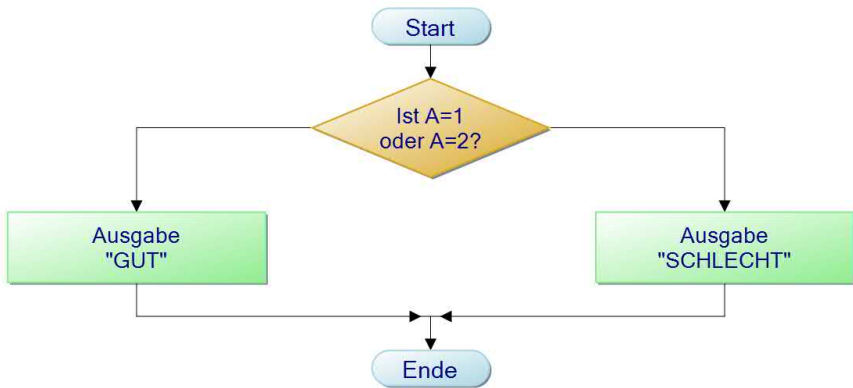 Start
Ist A=1
oder A=2?
Ausgabe
"GUT"
Ausgabe
"SCHLECHT"
Ende